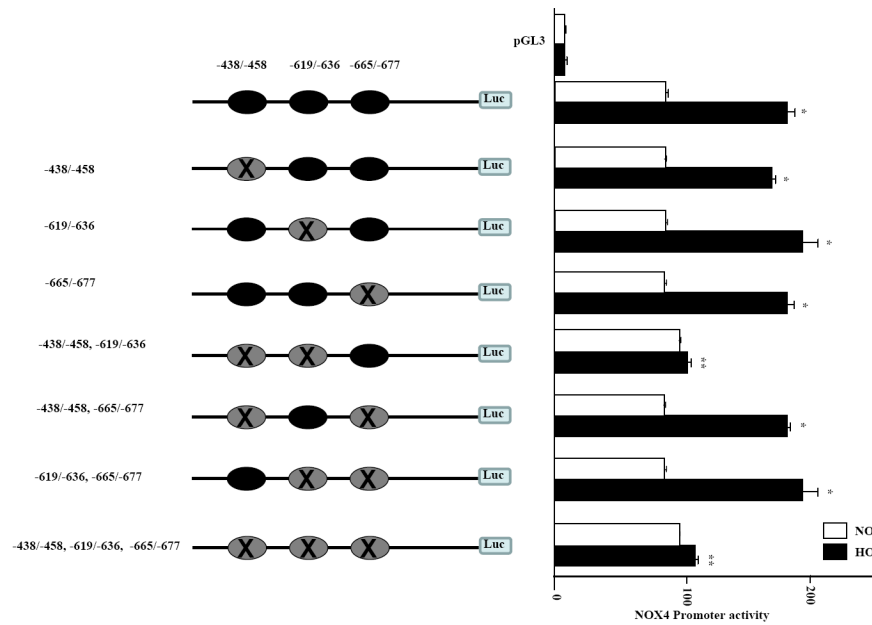 pGL3
-438/-458 -619/-636 -665/-677
Luc
*
-438/-458
X
Luc
*
-619/-636
X
Luc
*
-665/-677
X
Luc
*
-438/-458, -619/-636
X X
Luc
**
-438/-458, -665/-677
X X
Luc
*
-619/-636, -665/-677
X X
Luc
*
-438/-458, -619/-636, -665/-677
X X X
Luc
**
NO
HO
0 100 200
NOX4 Promoter activity